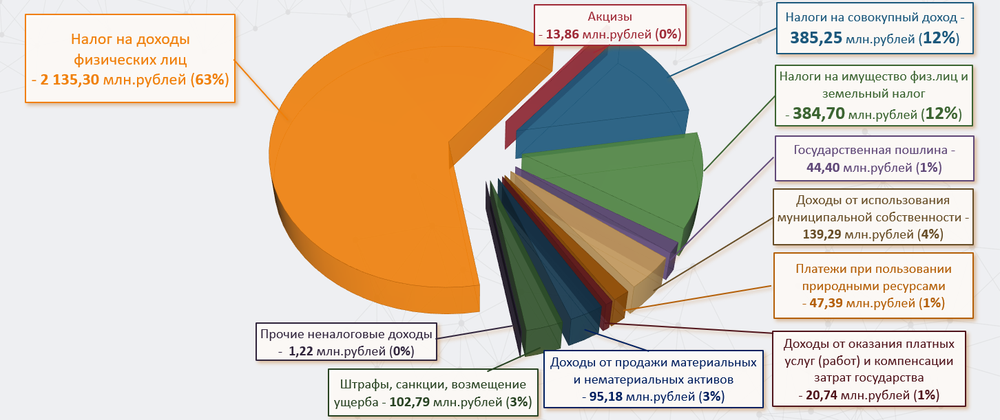 Налог на доходы
физических лиц
- 2 135,30 млн.рублей (63%)
Акцизы
- 13,86 млн.рублей (0%)
Налоги на совокупный доход -
385,25 млн.рублей (12%)
Налоги на имущество физ.лиц и
земельный налог
- 384,70 млн.рублей (12%)
Государственная пошлина -
44,40 млн.рублей (1%)
Доходы от использования
муниципальной собственности -
139,29 млн.рублей (4%)
Платежи при пользовании
природными ресурсами
- 47,39 млн.рублей (1%)
Доходы от оказания платных
услуг (работ) и компенсации
затрат государства
- 20,74 млн.рублей (1%)
Доходы от продажи материальных
и нематериальных активов
- 95,18 млн.рублей (3%)
Штрафы, санкции, возмещение
ущерба - 102,79 млн.рублей (3%)
Прочие неналоговые доходы
- 1,22 млн.рублей (0%)